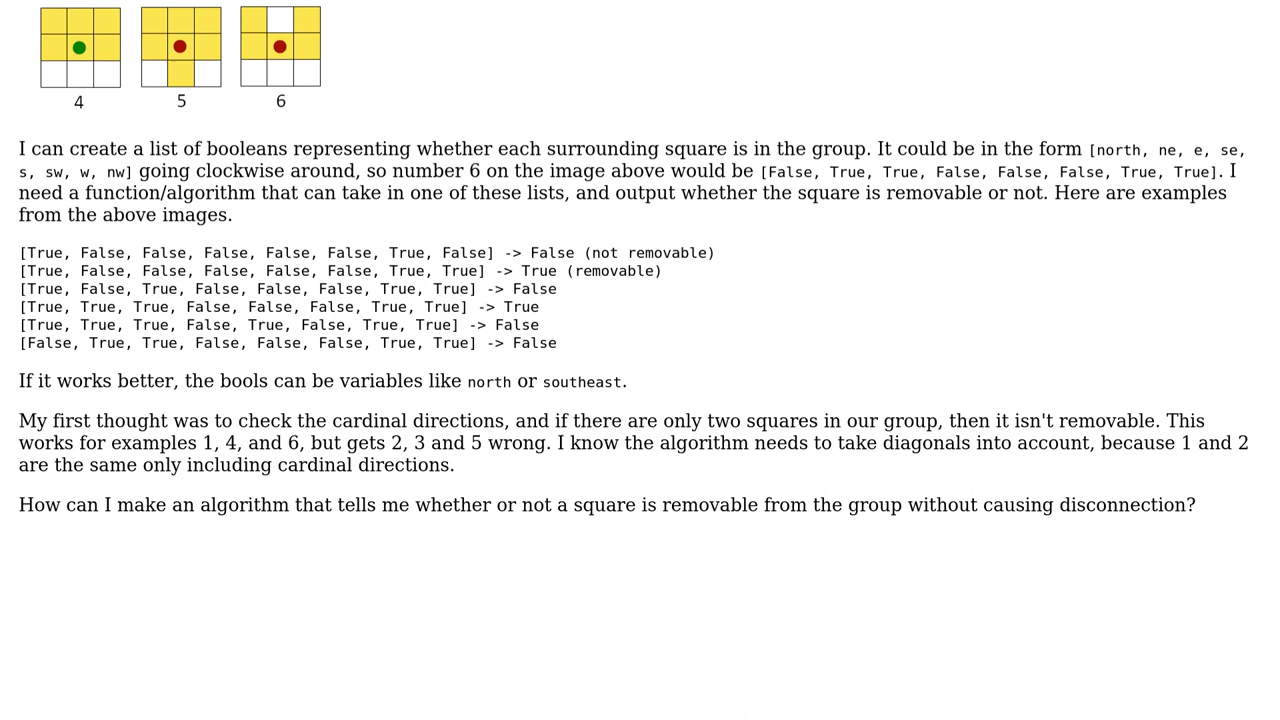 4 5 6
I can create a list of booleans representing whether each surrounding square is in the group. It could be in the form [north, ne, e, se,
s, sw, w, nw] going clockwise around, so number 6 on the image above would be [False, True, True, False, False, False, True, True]. I
need a function/algorithm that can take in one of these lists, and output whether the square is removable or not. Here are examples
from the above images.
[True, False, False, False, False, False, True, False] -> False (not removable)
[True, False, False, False, False, False, True, True] -> True (removable)
[True, False, True, False, False, False, True, True] -> False
[True, True, True, False, False, False, True, True] -> True
[True, True, True, False, True, False, True, True] -> False
[False, True, True, False, False, False, True, True] -> False
If it works better, the bools can be variables like north or southeast.
My first thought was to check the cardinal directions, and if there are only two squares in our group, then it isn't removable. This
works for examples 1, 4, and 6, but gets 2, 3 and 5 wrong. I know the algorithm needs to take diagonals into account, because 1 and 2
are the same only including cardinal directions.
How can I make an algorithm that tells me whether or not a square is removable from the group without causing disconnection?